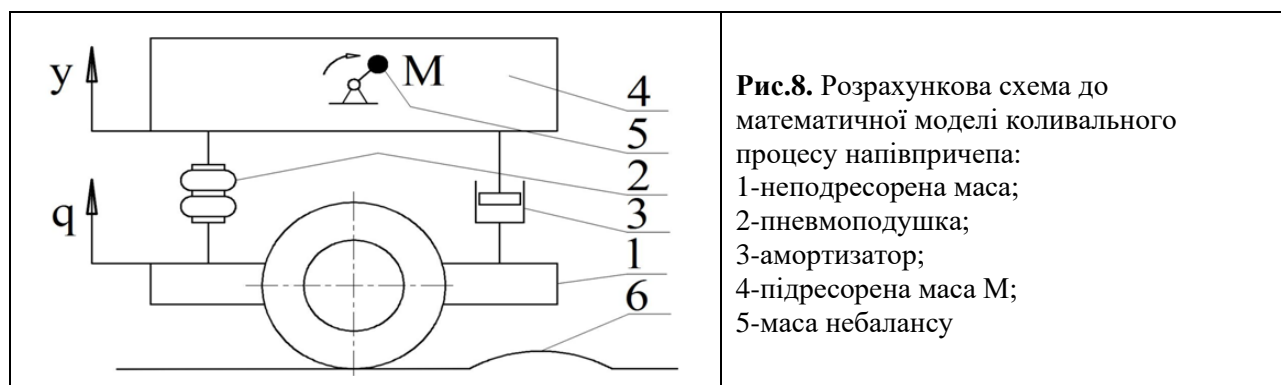 y
M
4
5
2
q
3
1
6
Рис.8. Розрахункова схема до
математичної моделі коливального
процесу напівпричепа:
1-неподресорена маса;
2-пневмоподушка;
3-амортизатор;
4-підресорена маса М;
5-маса небалансу